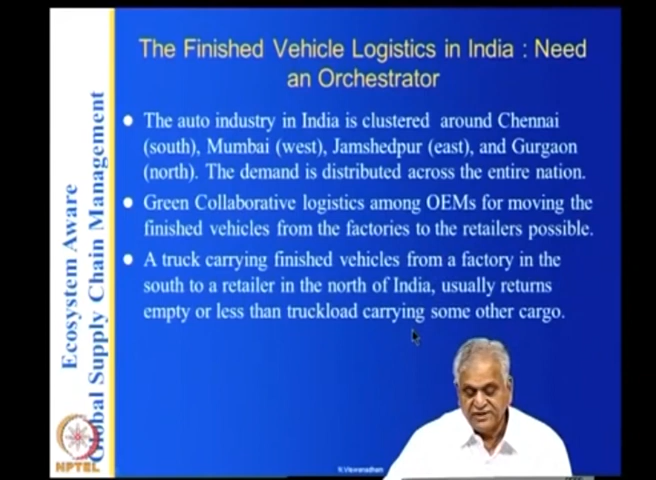 The Finished Vehicle Logistics in India : Need
an Orchestrator
● The auto industry in India is clustered around Chennai
(south), Mumbai (west), Jamshedpur (east), and Gurgaon
(north). The demand is distributed across the entire nation.
● Green Collaborative logistics among OEMs for moving the
finished vehicles from the factories to the retailers possible.
● A truck carrying finished vehicles from a factory in the
south to a retailer in the north of India, usually returns
empty or less than truckload carrying some other cargo.
Ecosystem Aware
Global Supply Chain Management
NPTEL
N.Viswanadham